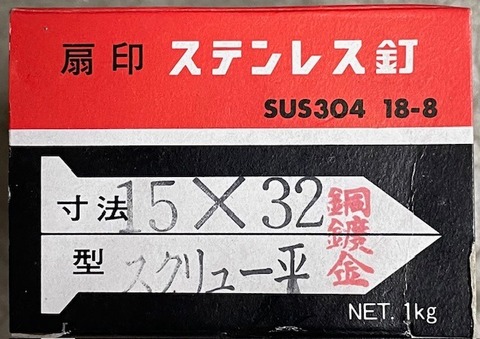 扇印 ステンレス釘
SUS304 18-8
寸法 15×32
型 スクリュー平
銅鍍金
NET. 1kg